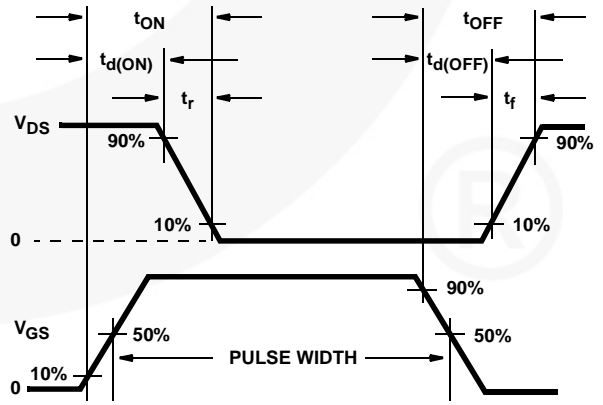 tON
tOFF
td(ON)
td(OFF)
tr
tf
VDS
90%
90%
10%
10%
0
90%
VGS
50%
PULSE WIDTH
50%
10%
0
®